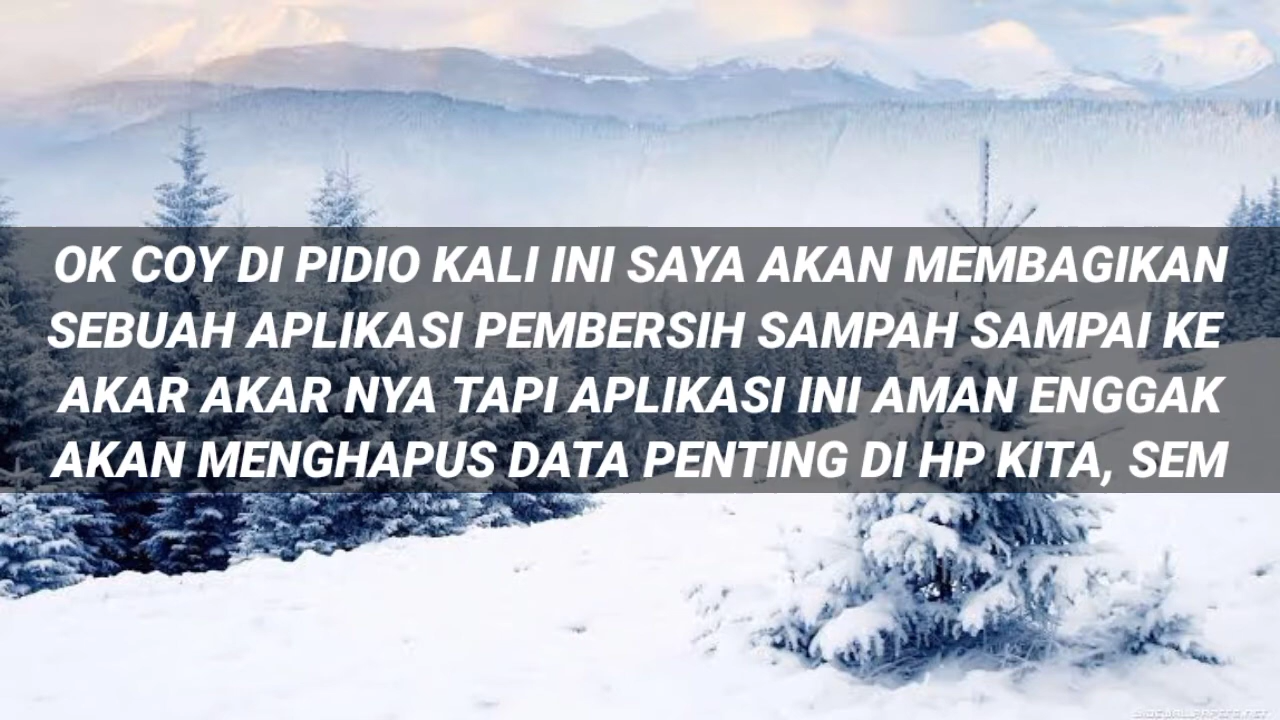 OK COY DI PIDIO KALI INI SAYA AKAN MEMBAGIKAN
SEBUAH APLIKASI PEMBERSIH SAMPAH SAMPAI KE
AKAR AKAR NYA TAPI APLIKASI INI AMAN ENGGAK
AKAN MENGHAPUS DATA PENTING DI HP KITA, SEM